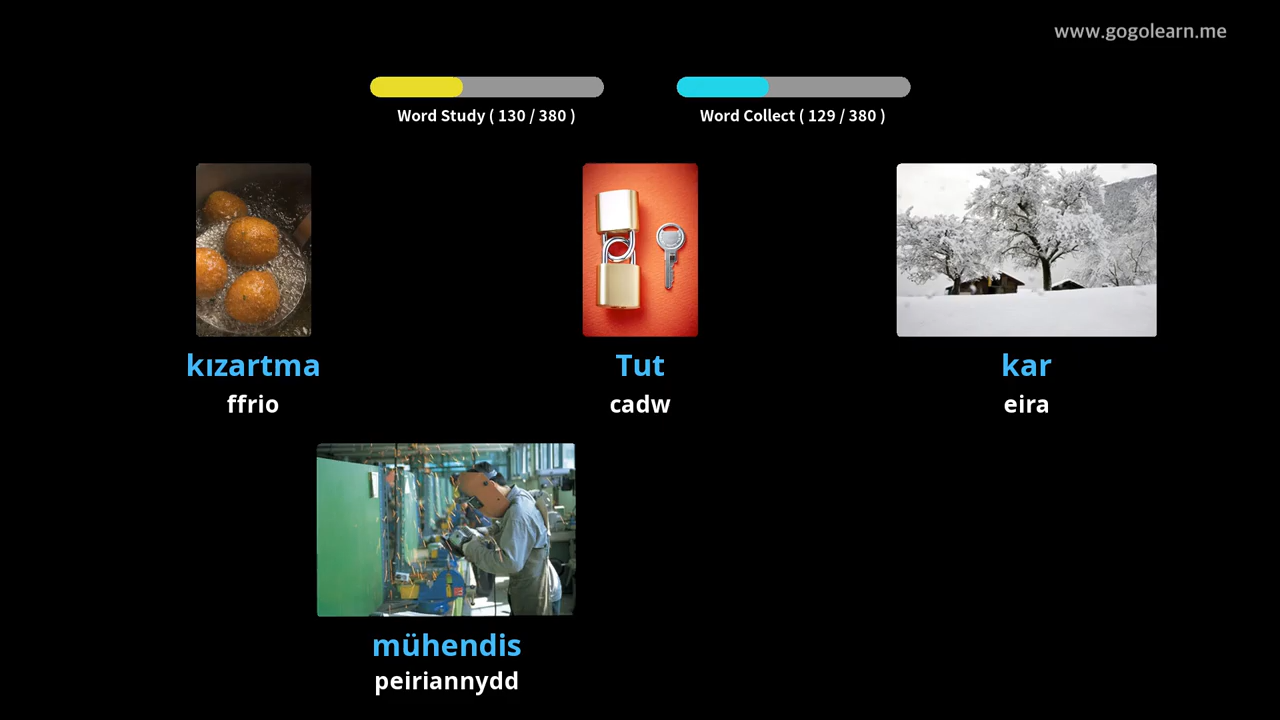 www.gogolearn.me
Word Study ( 130 / 380 )
Word Collect ( 129 / 380 )
kızartma
ffrio
Tut
cadw
kar
eira
mühendis
peiriannydd